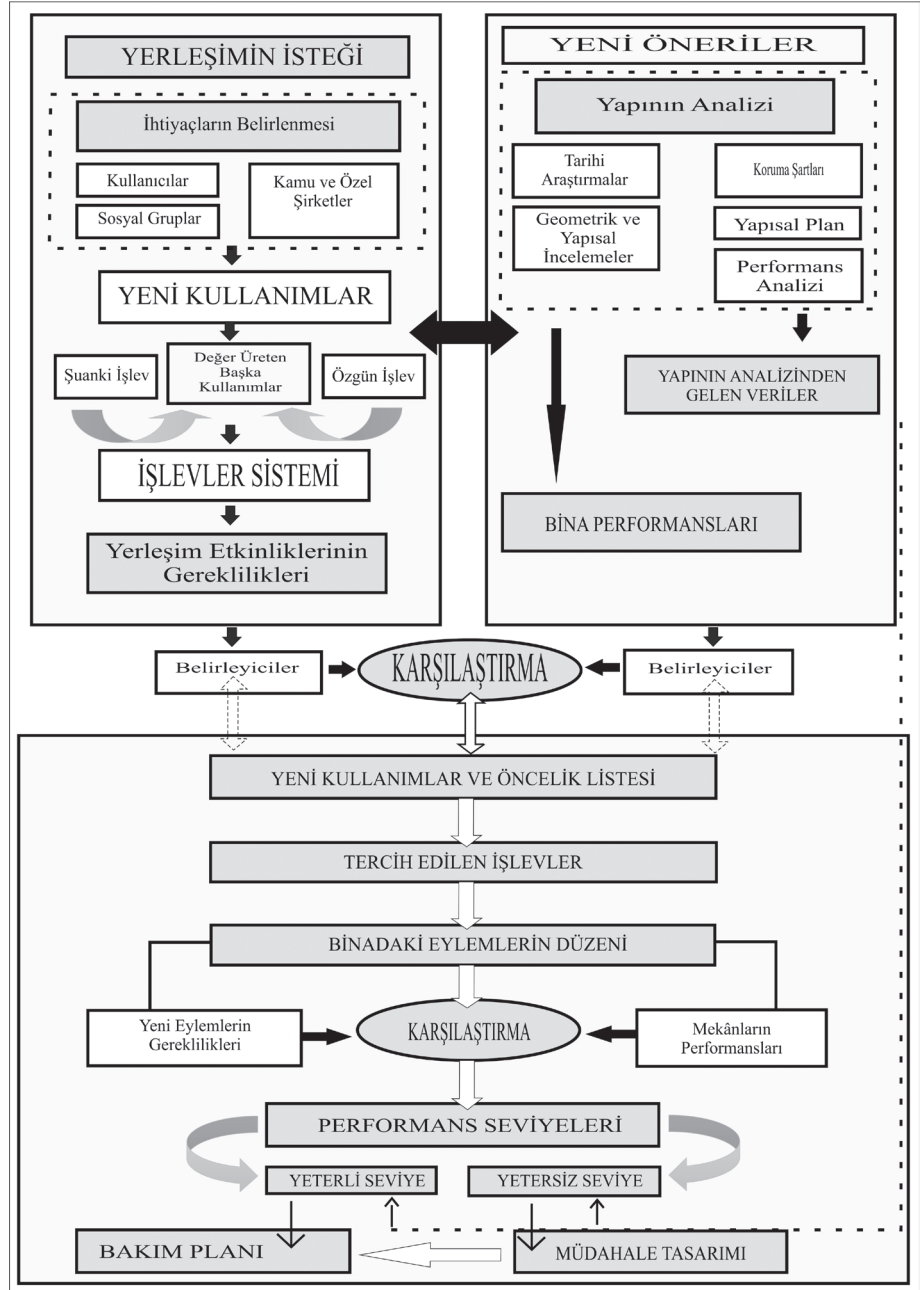 YERLEŞİMİN İSTEĞİ
İhtiyaçların Belirlenmesi
Kullanıcılar
Sosyal Gruplar
Kamu ve Özel
Şirketler
YENİ KULLANIMLAR
Şuanki İşlev
Değer Üreten
Başka
Kullanımlar
Özgün İşlev
İŞLEVLER SİSTEMİ
Yerleşim Etkinliklerinin
Gereklilikleri
YENİ ÖNERİLER
Yapının Analizi
Tarihi
Araştırmalar
Geometrik ve
Yapısal
İncelemeler
Koruma Şartları
Yapısal Plan
Performans
Analizi
YAPININ ANALİZİNDEN
GELEN VERİLER
BİNA PERFORMANSLARI
Belirleyiciler
KARŞILAŞTIRMA
Belirleyiciler
YENİ KULLANIMLAR VE ÖNCELİK LİSTESİ
TERCİH EDİLEN İŞLEVLER
BİNADAKİ EYLEMLERİN DÜZENİ
Yeni Eylemlerin
Gereklilikleri
KARŞILAŞTIRMA
Mekânların
Performansları
PERFORMANS SEVİYELERİ
YETERLİ SEVİYE
YETERSİZ SEVİYE
BAKIM PLANI
MÜDAHALE TASARIMI